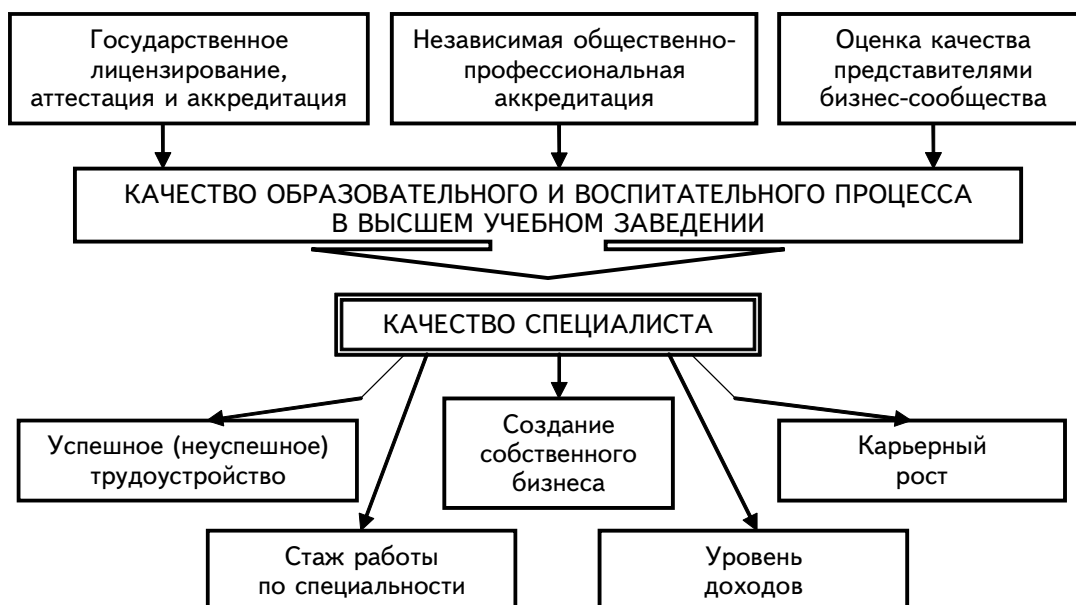 Государственное
лицензирование,
аттестация и аккредитация
Независимая общественно-
профессиональная
аккредитация
Оценка качества
представителями
бизнес-сообщества
КАЧЕСТВО ОБРАЗОВАТЕЛЬНОГО И ВОСПИТАТЕЛЬНОГО ПРОЦЕССА
В ВЫСШЕМ УЧЕБНОМ ЗАВЕДЕНИИ
КАЧЕСТВО СПЕЦИАЛИСТА
Успешное (неуспешное)
трудоустройство
Создание
собственного
бизнеса
Карьерный
рост
Стаж работы
по специальности
Уровень
доходов